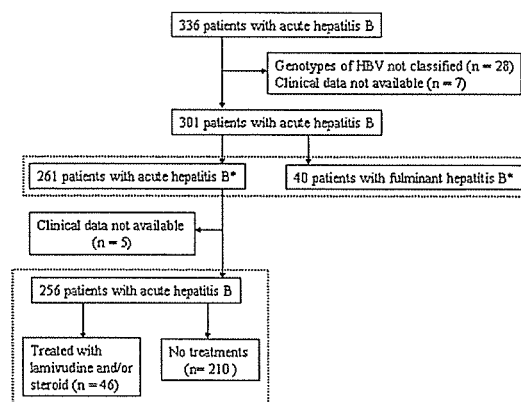 336 patients with acute hepatitis B
Genotypes of HBV not classified (n = 28)
Clinical data not available (n = 7)
301 patients with acute hepatitis B
261 patients with acute hepatitis B*
40 patients with fulminant hepatitis B*
Clinical data not available
(n = 5)
256 patients with acute hepatitis B
Treated with
lamivudine and/or
steroid (n = 46)
No treatments
(n= 210 )